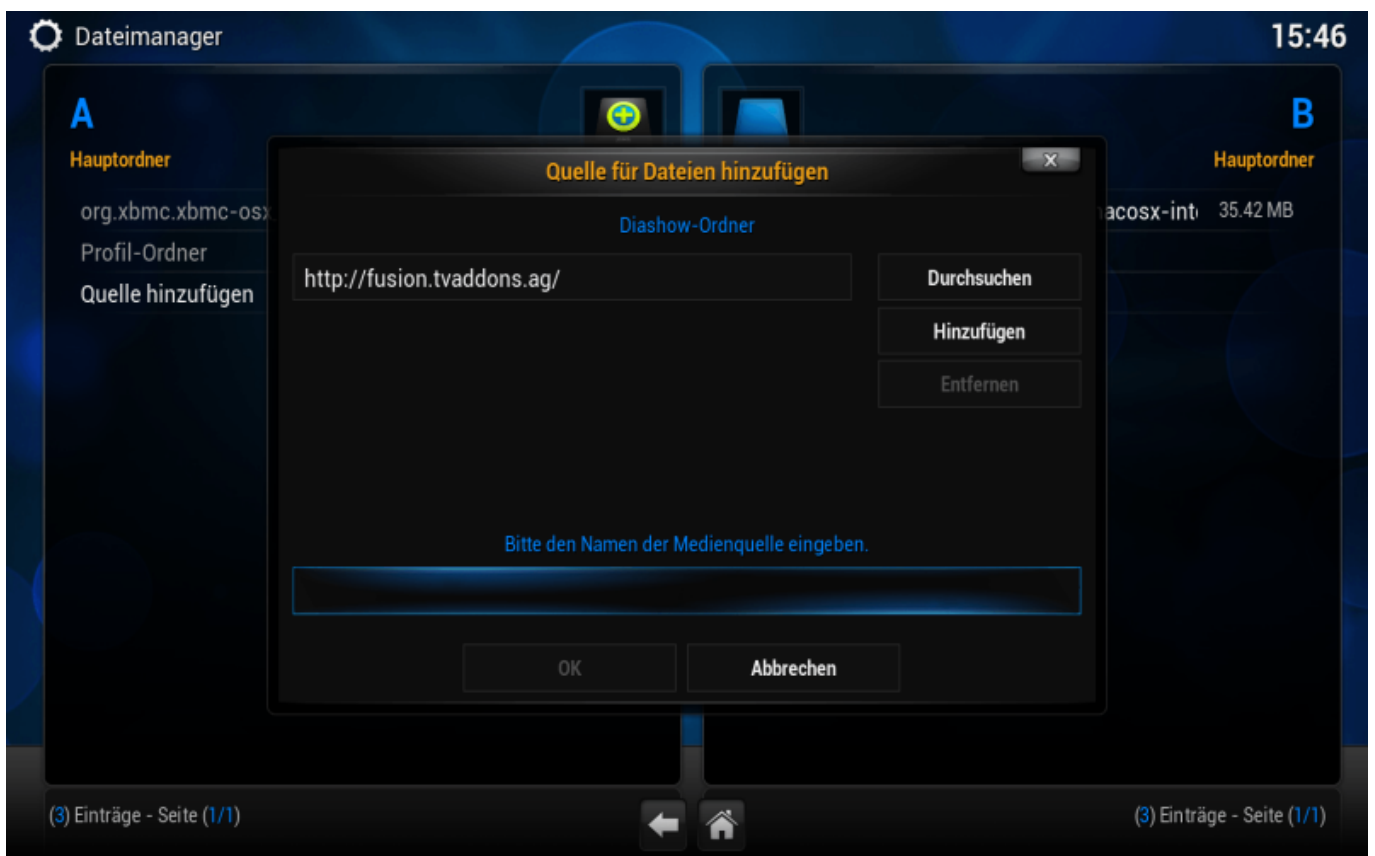 Dateimanager
15:46
A
B
Hauptordner
Quelle für Dateien hinzufügen
x
Hauptordner
org.xbmc.xbmc-osx
Diashow-Ordner
acosx-int 35.42 MB
Profil-Ordner
http://fusion.tvaddons.ag/
Durchsuchen
Quelle hinzufügen
Hinzufügen
Entfernen
Bitte den Namen der Medienquelle eingeben.
OK
Abbrechen
(3) Einträge - Seite (1/1)
(3) Einträge - Seite (1/1)